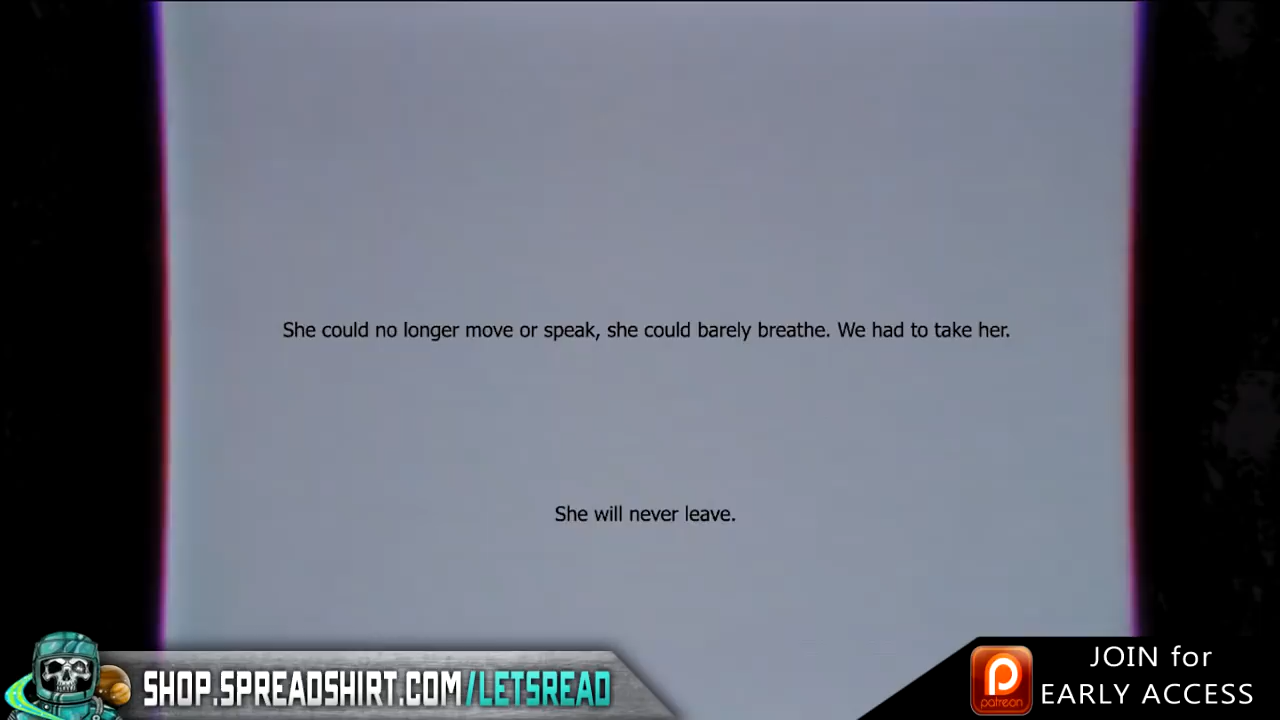 She could no longer move or speak, she could barely breathe. We had to take her.
She will never leave.
SHOP.SPREADSHIRT.COM/LETSREAD
JOIN for
EARLY ACCESS
patreon